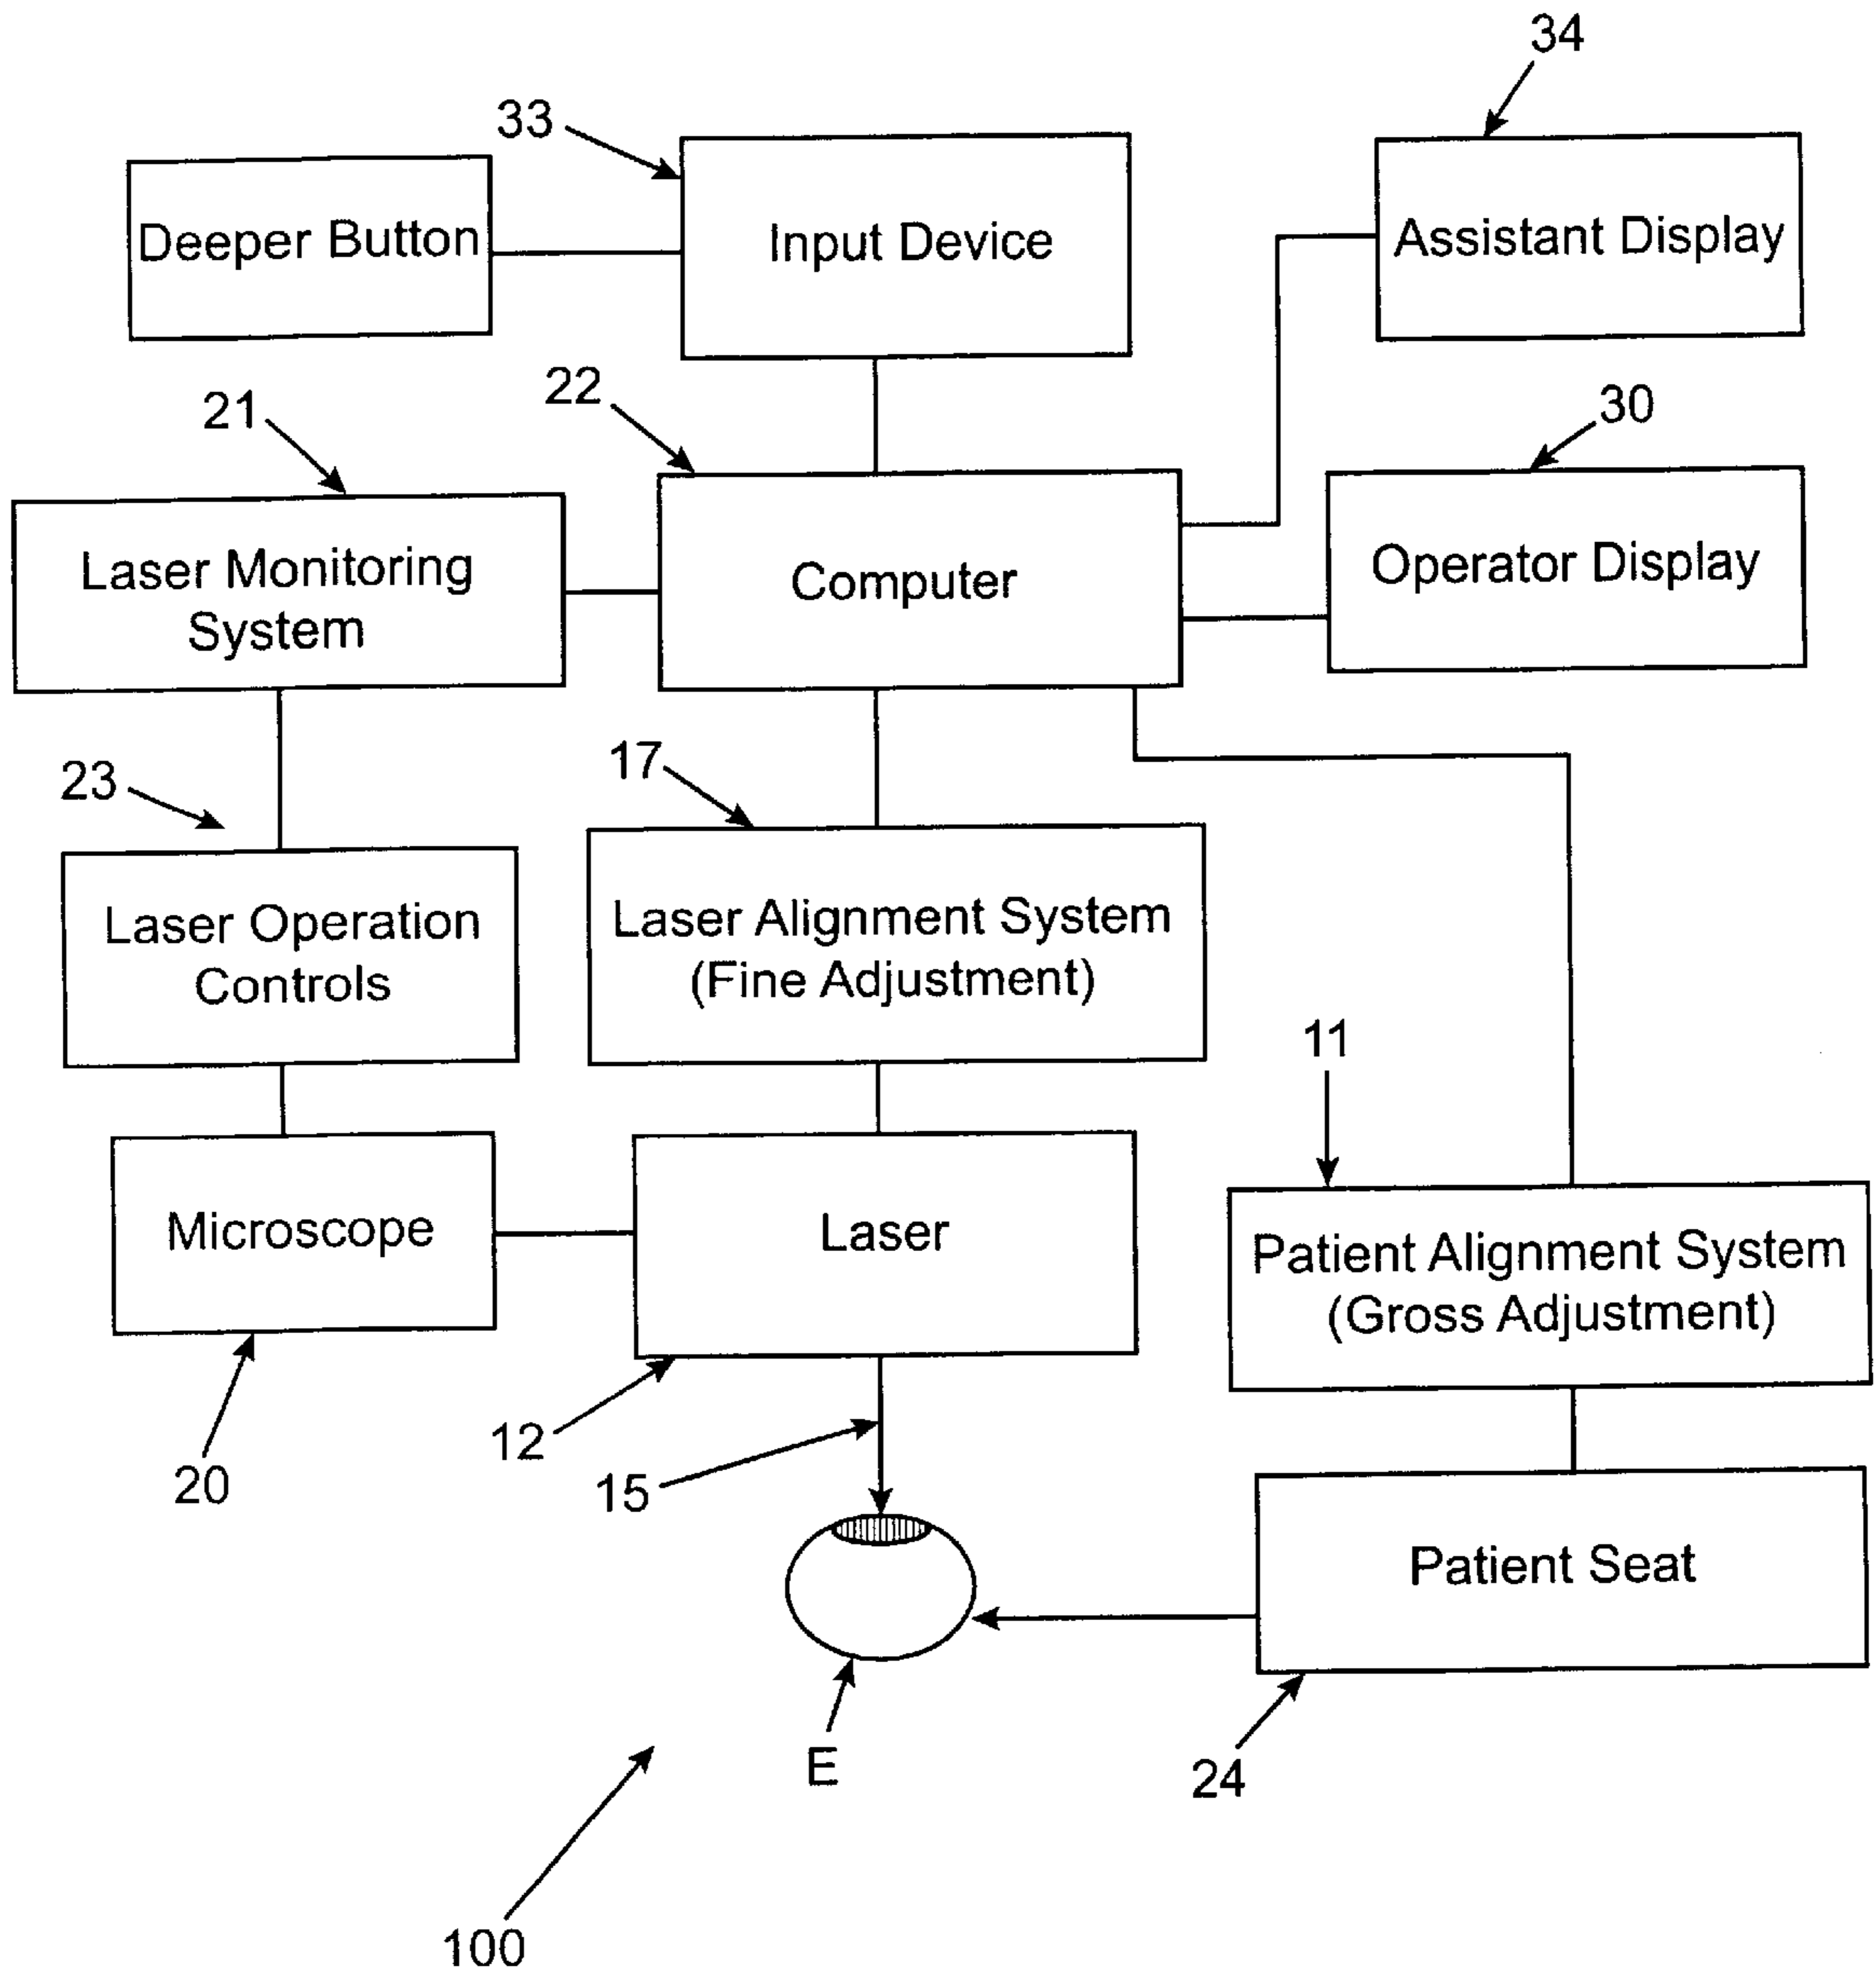 34
33
Deeper Button
Input Device
Assistant Display
22
21
30
Laser Monitoring
System
Computer
Operator Display
17
23
Laser Operation
Controls
Laser Alignment System
(Fine Adjustment)
11
Microscope
Laser
Patient Alignment System
(Gross Adjustment)
12
20
15
Patient Seat
E
24
100